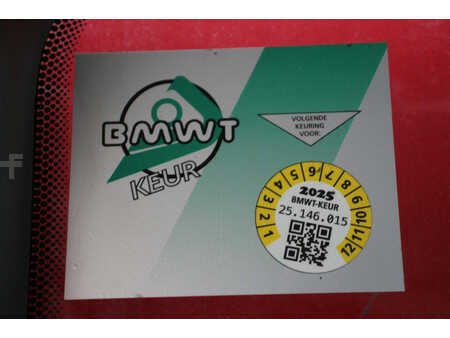 BMWT
KEUR
VOLGENDE
KEURING
VOOR:
1 2 3 4 5 6 7 8 9 10 11 12
2025
BMWT-KEUR
25.146.015
f